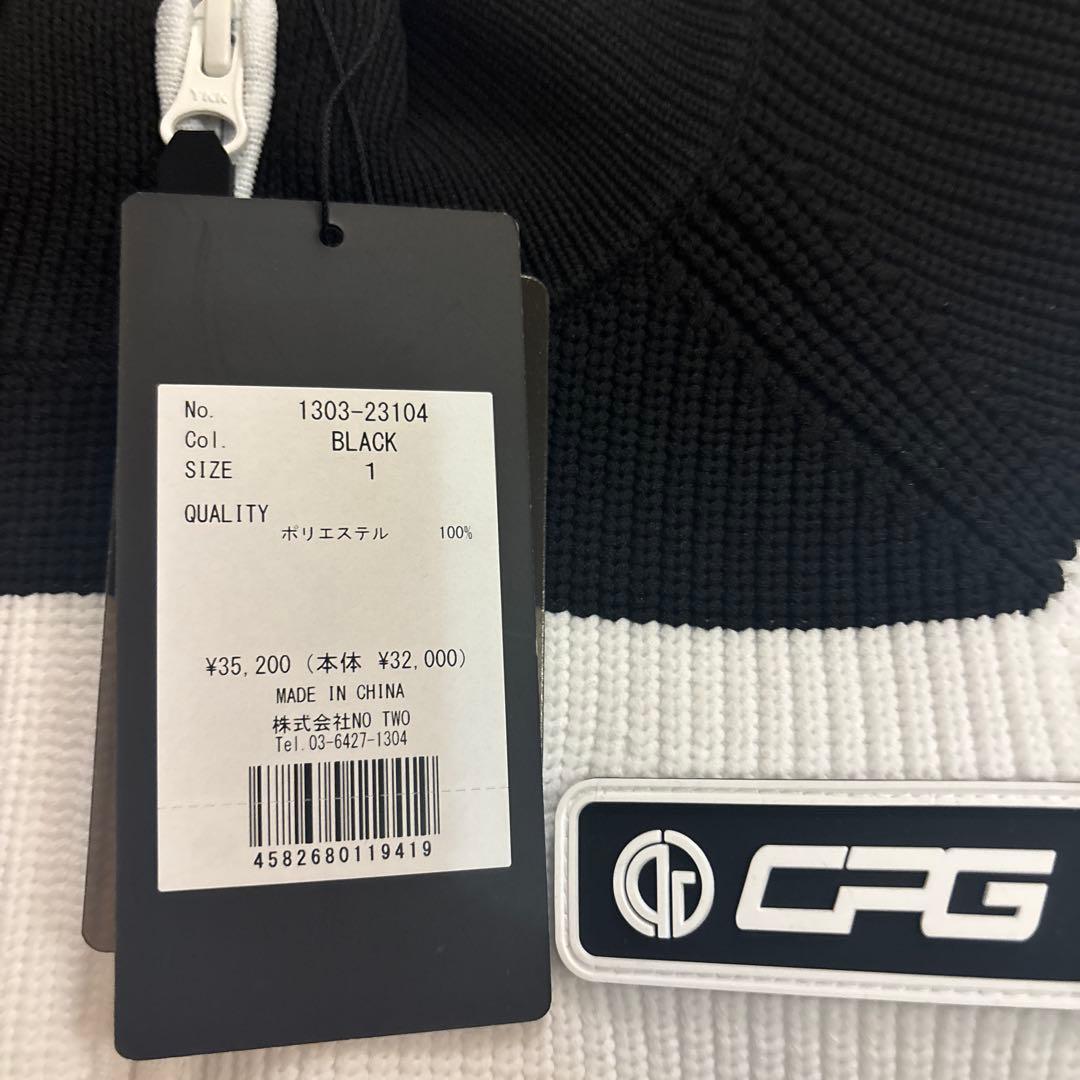 YKK
No. 1303-23104
Col. BLACK
SIZE 1
QUALITY
ポリエステル 100%
¥35,200 (本体 ¥32,000)
MADE IN CHINA
株式会社NO TWO
Tel.03-6427-1304
4582680119419
CPG